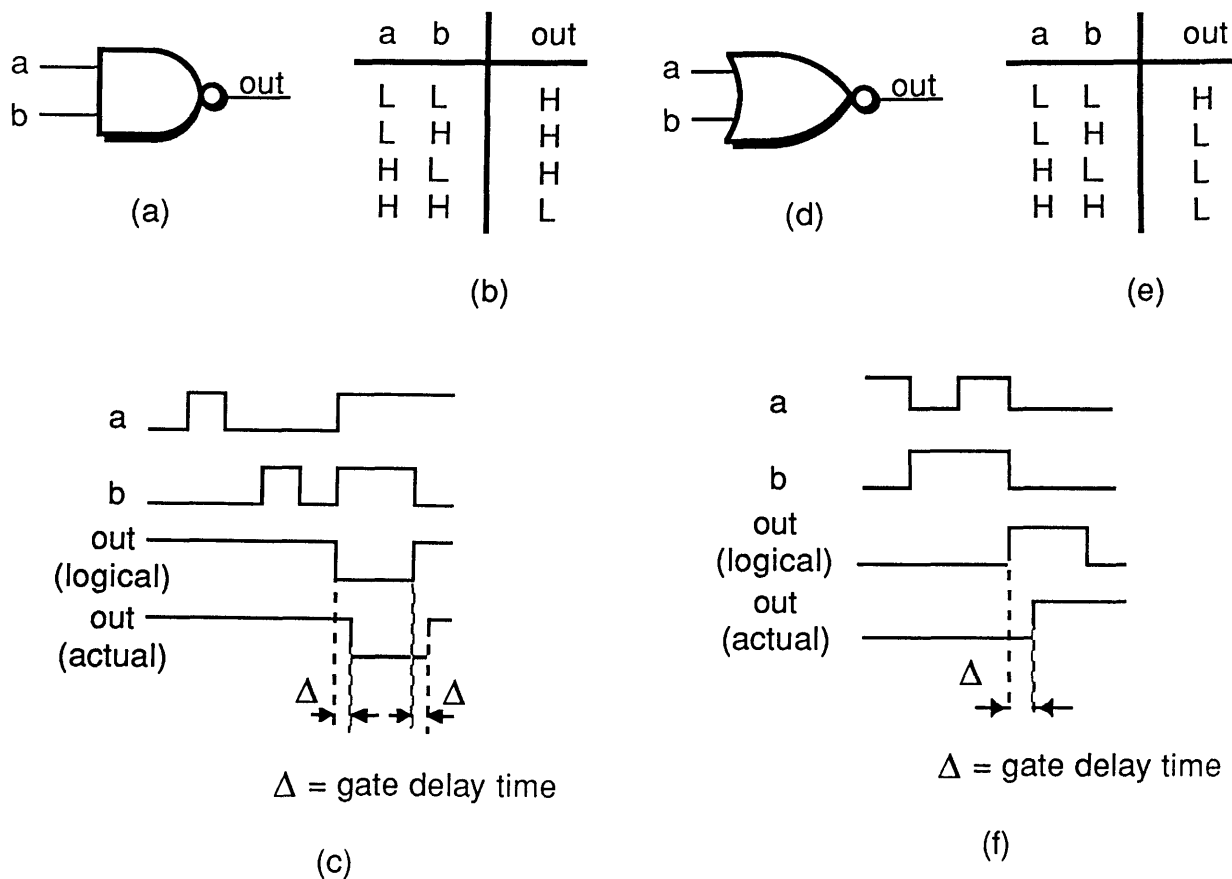 a
b
out
(a)
a b out
L L H
L H H
H L H
H H L
(b)
a
b
out
(d)
a b out
L L H
L H L
H L L
H H L
(e)
a
b
out
(logical)
out
(actual)
Δ Δ
Δ = gate delay time
(c)
a
b
out
(logical)
out
(actual)
Δ
Δ = gate delay time
(f)